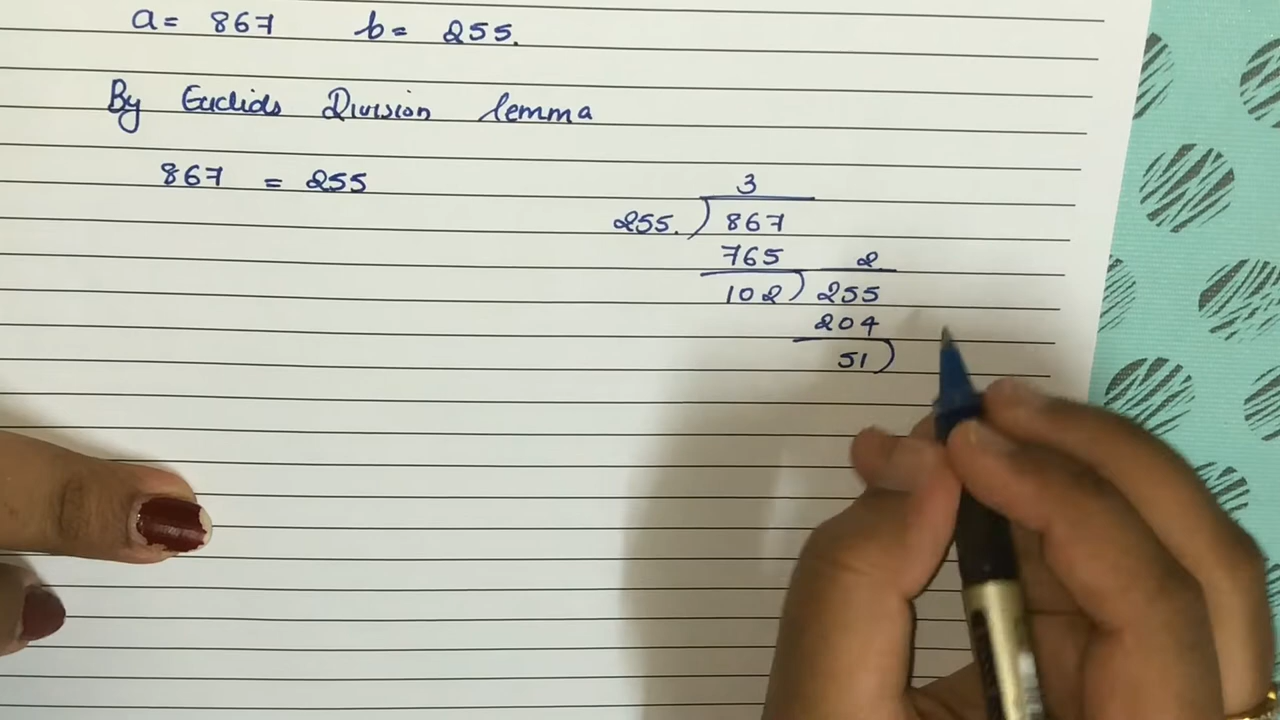 a = 867 b = 255.
By Euclids Division lemma
867 = 255
3
255. ) 867
765 2
102 ) 255
204
51 )